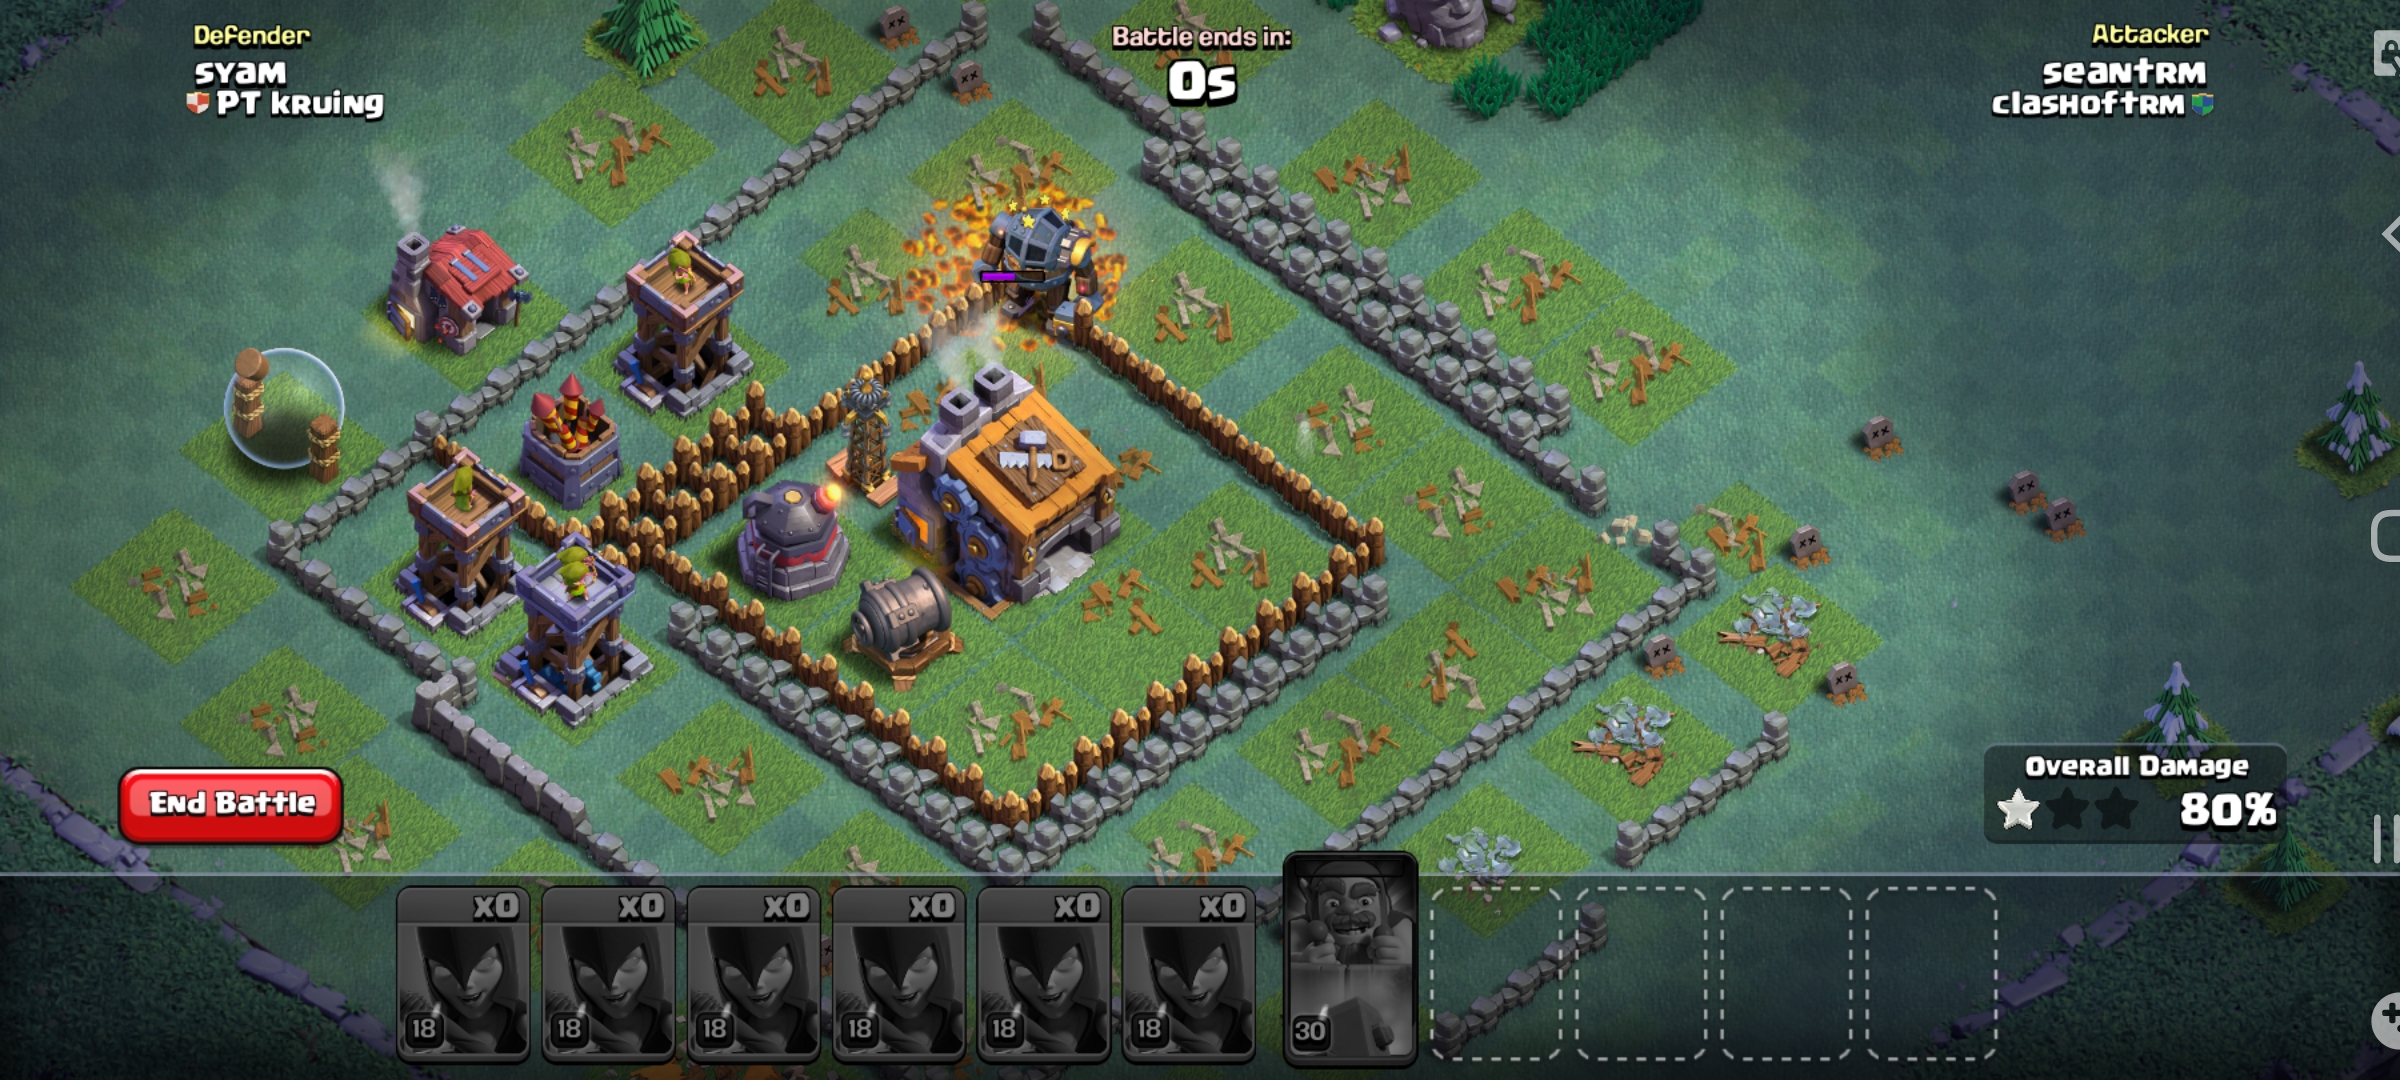 Defender
syam
PT kruing
Battle ends in:
0s
Attacker
seantrm
clashoftrm
End Battle
Overall Damage
80%
x0
x0
x0
x0
x0
x0
18
18
18
18
18
18
30